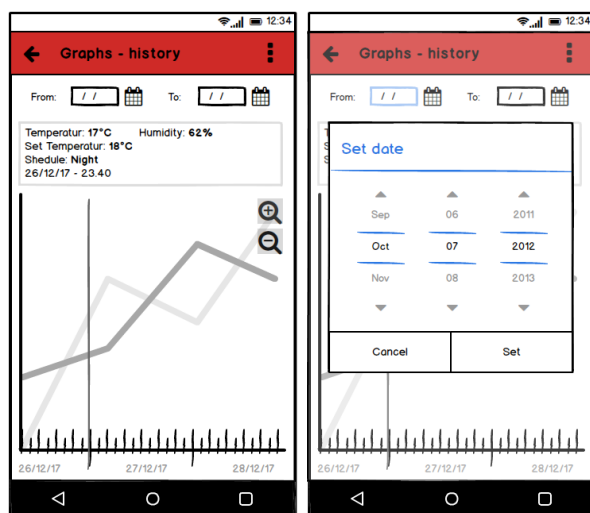 12:34
Graphs - history
From: / / To: / /
Temperatur: 17°C Humidity: 62%
Set Temperatur: 18°C
Shedule: Night
26/12/17 - 23.40
26/12/17 27/12/17 28/12/17
12:34
Graphs - history
From: / / To: / /
T
S
S
Set date
Sep 06 2011
Oct 07 2012
Nov 08 2013
Cancel Set
26/12/17 27/12/17 28/12/17